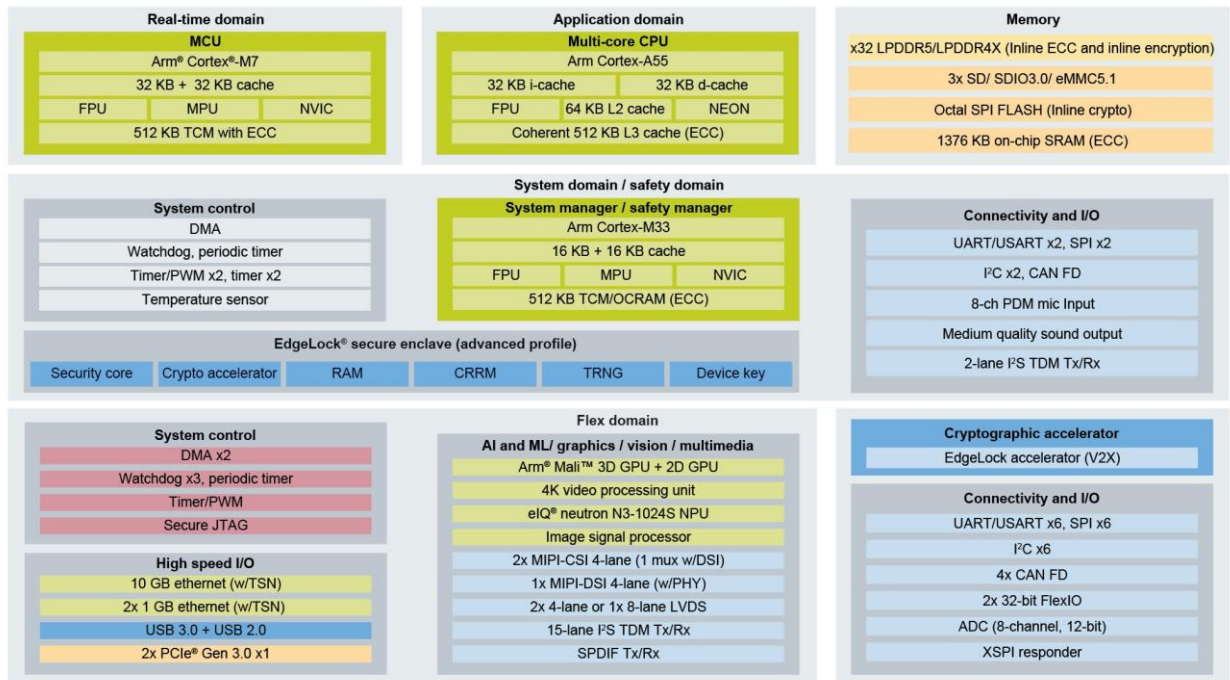 Real-time domain
MCU
Arm® Cortex®-M7
32 KB + 32 KB cache
FPU MPU NVIC
512 KB TCM with ECC
Application domain
Multi-core CPU
Arm Cortex-A55
32 KB i-cache 32 KB d-cache
FPU 64 KB L2 cache NEON
Coherent 512 KB L3 cache (ECC)
Memory
x32 LPDDR5/LPDDR4X (Inline ECC and inline encryption)
3x SD/ SDIO3.0/ eMMC5.1
Octal SPI FLASH (Inline crypto)
1376 KB on-chip SRAM (ECC)
System domain / safety domain
System control
DMA
Watchdog, periodic timer
Timer/PWM x2, timer x2
Temperature sensor
System manager / safety manager
Arm Cortex-M33
16 KB + 16 KB cache
FPU MPU NVIC
512 KB TCM/OCRAM (ECC)
EdgeLock® secure enclave (advanced profile)
Security core Crypto accelerator RAM CRRM TRNG Device key
Connectivity and I/O
UART/USART x2, SPI x2
I²C x2, CAN FD
8-ch PDM mic Input
Medium quality sound output
2-lane I²S TDM Tx/Rx
Flex domain
System control
DMA x2
Watchdog x3, periodic timer
Timer/PWM
Secure JTAG
High speed I/O
10 GB ethernet (w/TSN)
2x 1 GB ethernet (w/TSN)
USB 3.0 + USB 2.0
2x PCIe® Gen 3.0 x1
AI and ML/ graphics / vision / multimedia
Arm® Mali™ 3D GPU + 2D GPU
4K video processing unit
eIQ® neutron N3-1024S NPU
Image signal processor
2x MIPI-CSI 4-lane (1 mux w/DSI)
1x MIPI-DSI 4-lane (w/PHY)
2x 4-lane or 1x 8-lane LVDS
15-lane I²S TDM Tx/Rx
SPDIF Tx/Rx
Cryptographic accelerator
EdgeLock accelerator (V2X)
Connectivity and I/O
UART/USART x6, SPI x6
I²C x6
4x CAN FD
2x 32-bit FlexIO
ADC (8-channel, 12-bit)
XSPI responder